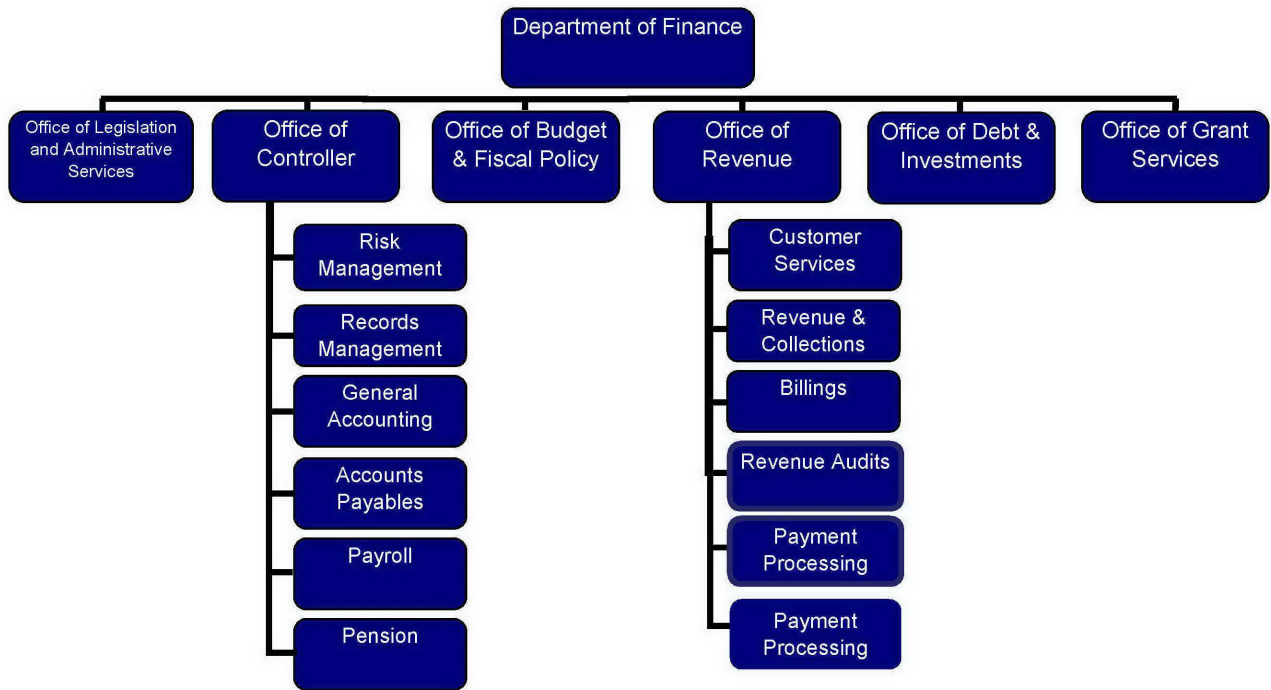 Department of Finance
Office of Legislation
and Administrative
Services
Office of
Controller
Office of Budget
& Fiscal Policy
Office of
Revenue
Office of Debt &
Investments
Office of Grant
Services
Risk
Management
Records
Management
General
Accounting
Accounts
Payables
Payroll
Pension
Customer
Services
Revenue &
Collections
Billings
Revenue Audits
Payment
Processing
Payment
Processing